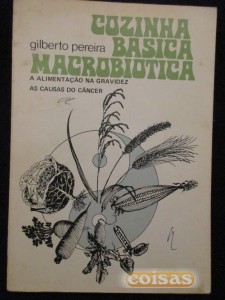 COZINHA
gilberto pereira BÁSICA
MACROBIÓTICA
A ALIMENTAÇÃO NA GRAVIDEZ
AS CAUSAS DO CÂNCER
coisas